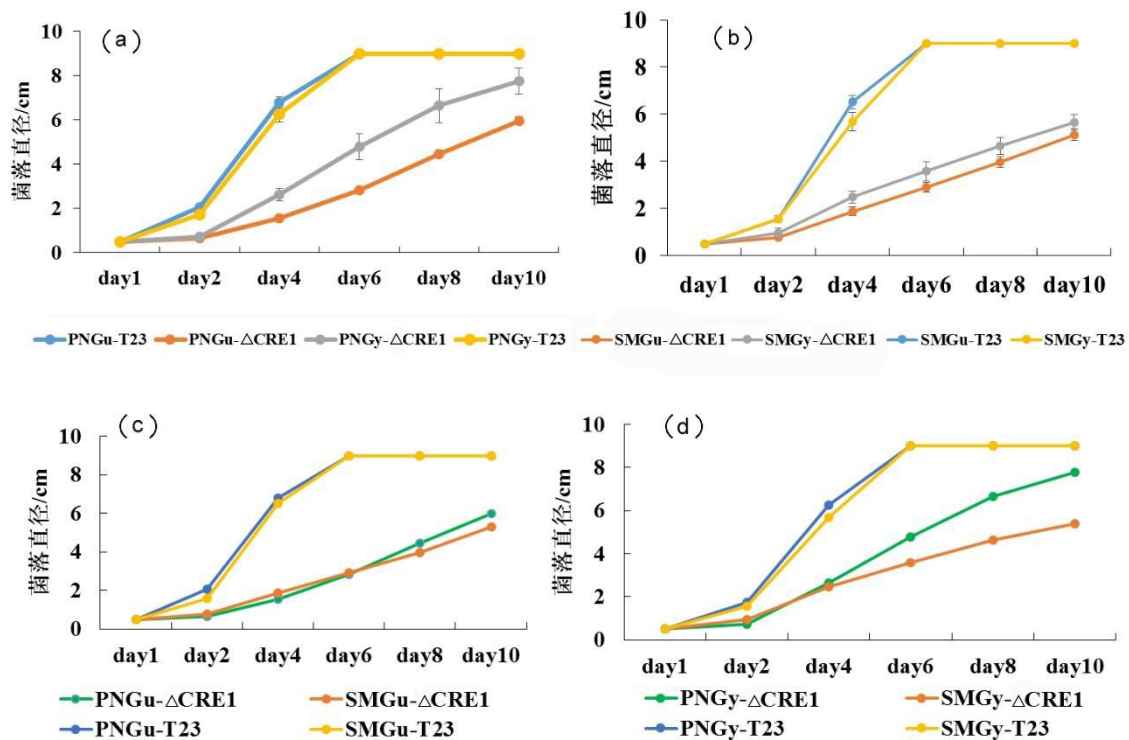 (a)
10
8
6
4
2
0
菌落直径/cm
day1 day2 day4 day6 day8 day10
PNGu-T23 PNGu-△CRE1 PNGy-△CRE1 PNGy-T23
(b)
10
8
6
4
2
0
菌落直径/cm
day1 day2 day4 day6 day8 day10
SMGu-△CRE1 SMGy-△CRE1 SMGu-T23 SMGy-T23
(c)
10
8
6
4
2
0
菌落直径/cm
day1 day2 day4 day6 day8 day10
PNGu-△CRE1 SMGu-△CRE1
PNGu-T23 SMGu-T23
(d)
10
8
6
4
2
0
菌落直径/cm
day1 day2 day4 day6 day8 day10
PNGy-△CRE1 SMGy-△CRE1
PNGy-T23 SMGy-T23